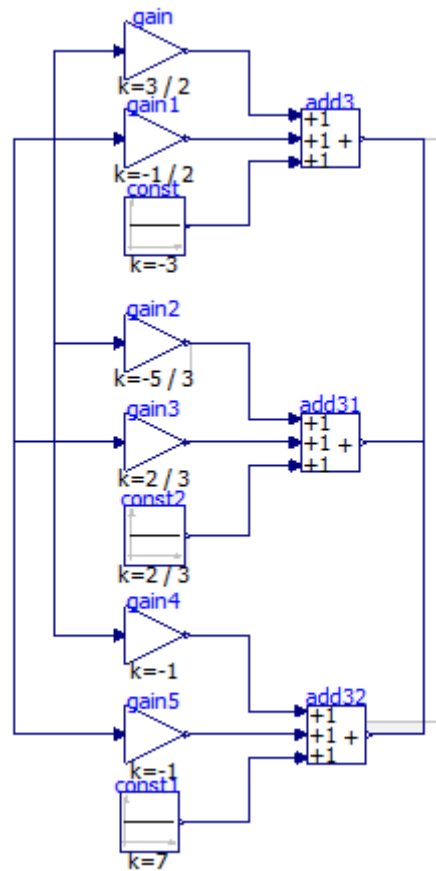 gain
k=3 / 2
add3
+1
+1 +
+1
gain1
k=-1 / 2
const
k=-3
gain2
k=-5 / 3
add31
+1
+1 +
+1
gain3
k=2 / 3
const2
k=2 / 3
gain4
k=-1
add32
+1
+1 +
+1
gain5
k=-1
const1
k=7